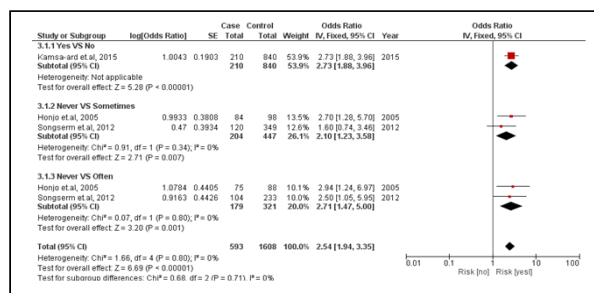 Case Control Odds Ratio Odds Ratio
Study or Subgroup log[Odds Ratio] SE Total Total Weight IV, Fixed, 95% CI Year IV, Fixed, 95% CI
3.1.1 Yes VS No
Kamsa-ard et al, 2015 1.0043 0.1903 210 840 53.9% 2.73 [1.88, 3.96] 2015
Subtotal (95% CI) 210 840 53.9% 2.73 [1.88, 3.96]
Heterogeneity: Not applicable
Test for overall effect: Z = 5.28 (P < 0.00001)
3.1.2 Never VS Sometimes
Honjo et al, 2005 0.9933 0.3808 84 98 13.5% 2.70 [1.28, 5.70] 2005
Songserm et al, 2012 0.47 0.3934 120 349 12.6% 1.60 [0.74, 3.46] 2012
Subtotal (95% CI) 204 447 26.1% 2.10 [1.23, 3.58]
Heterogeneity: Chi² = 0.91, df = 1 (P = 0.34); I² = 0%
Test for overall effect: Z = 2.71 (P = 0.007)
3.1.3 Never VS Often
Honjo et al, 2005 1.0784 0.4405 75 88 10.1% 2.94 [1.24, 6.97] 2005
Songserm et al, 2012 0.9163 0.4426 104 233 10.0% 2.50 [1.05, 5.95] 2012
Subtotal (95% CI) 179 321 20.0% 2.71 [1.47, 5.00]
Heterogeneity: Chi² = 0.07, df = 1 (P = 0.80); I² = 0%
Test for overall effect: Z = 3.20 (P = 0.001)
Total (95% CI) 593 1608 100.0% 2.54 [1.94, 3.35]
Heterogeneity: Chi² = 1.66, df = 4 (P = 0.80); I² = 0%
Test for overall effect: Z = 6.69 (P < 0.00001)
Test for subgroup differences: Chi² = 0.68, df = 2 (P = 0.71), I² = 0%
0.01 0.1 1 10 100
Risk [no] Risk [yes]